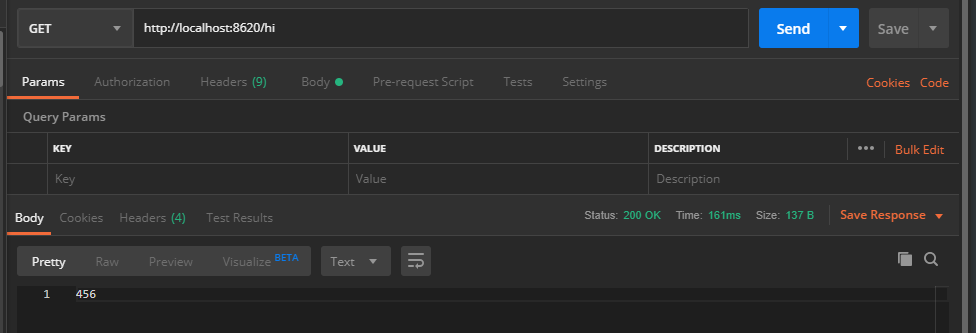 GET http://localhost:8620/hi Send Save
Params Authorization Headers (9) Body Pre-request Script Tests Settings Cookies Code
Query Params
KEY VALUE DESCRIPTION ••• Bulk Edit
Key Value Description
Body Cookies Headers (4) Test Results Status: 200 OK Time: 161ms Size: 137 B Save Response
Pretty Raw Preview Visualize BETA Text
1 456